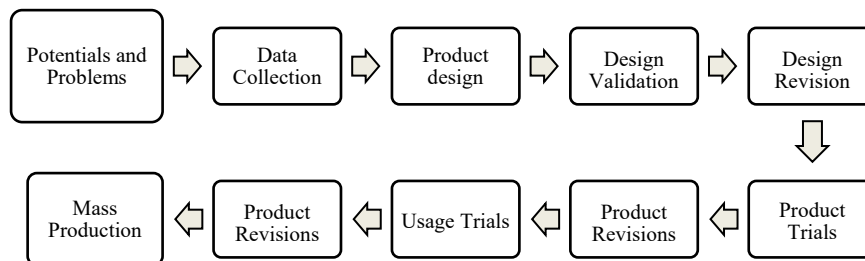 Potentials and
Problems
Data
Collection
Product
design
Design
Validation
Design
Revision
Mass
Production
Product
Revisions
Usage Trials
Product
Revisions
Product
Trials